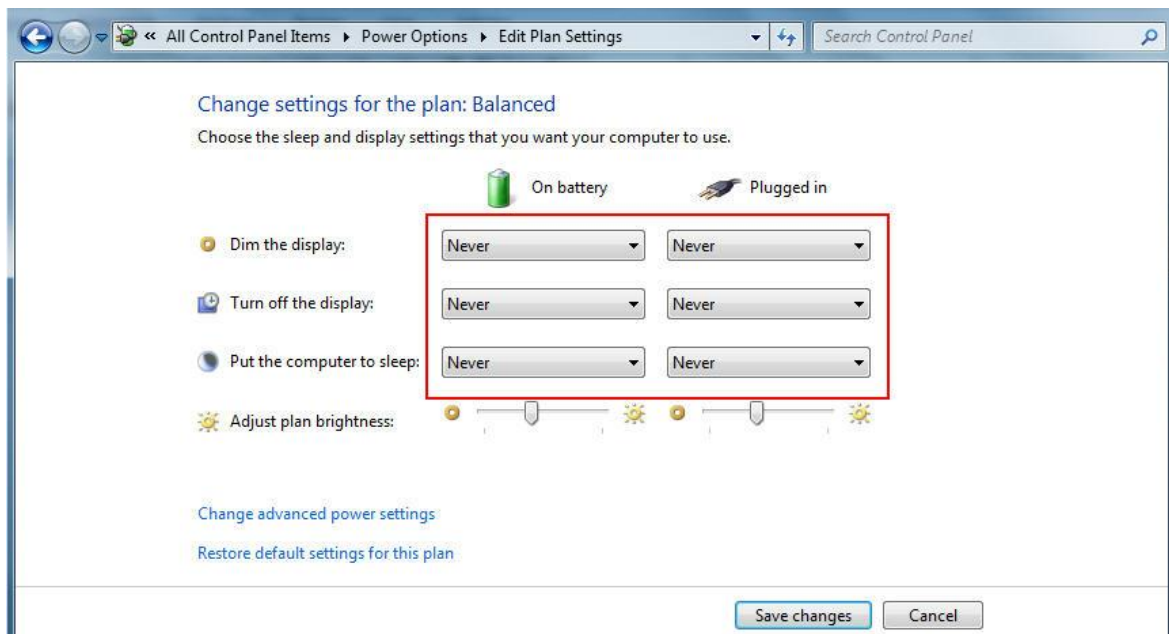 « All Control Panel Items ▸ Power Options ▸ Edit Plan Settings Search Control Panel
Change settings for the plan: Balanced
Choose the sleep and display settings that you want your computer to use.
On battery Plugged in
Dim the display: Never Never
Turn off the display: Never Never
Put the computer to sleep: Never Never
Adjust plan brightness:
Change advanced power settings
Restore default settings for this plan
Save changes Cancel